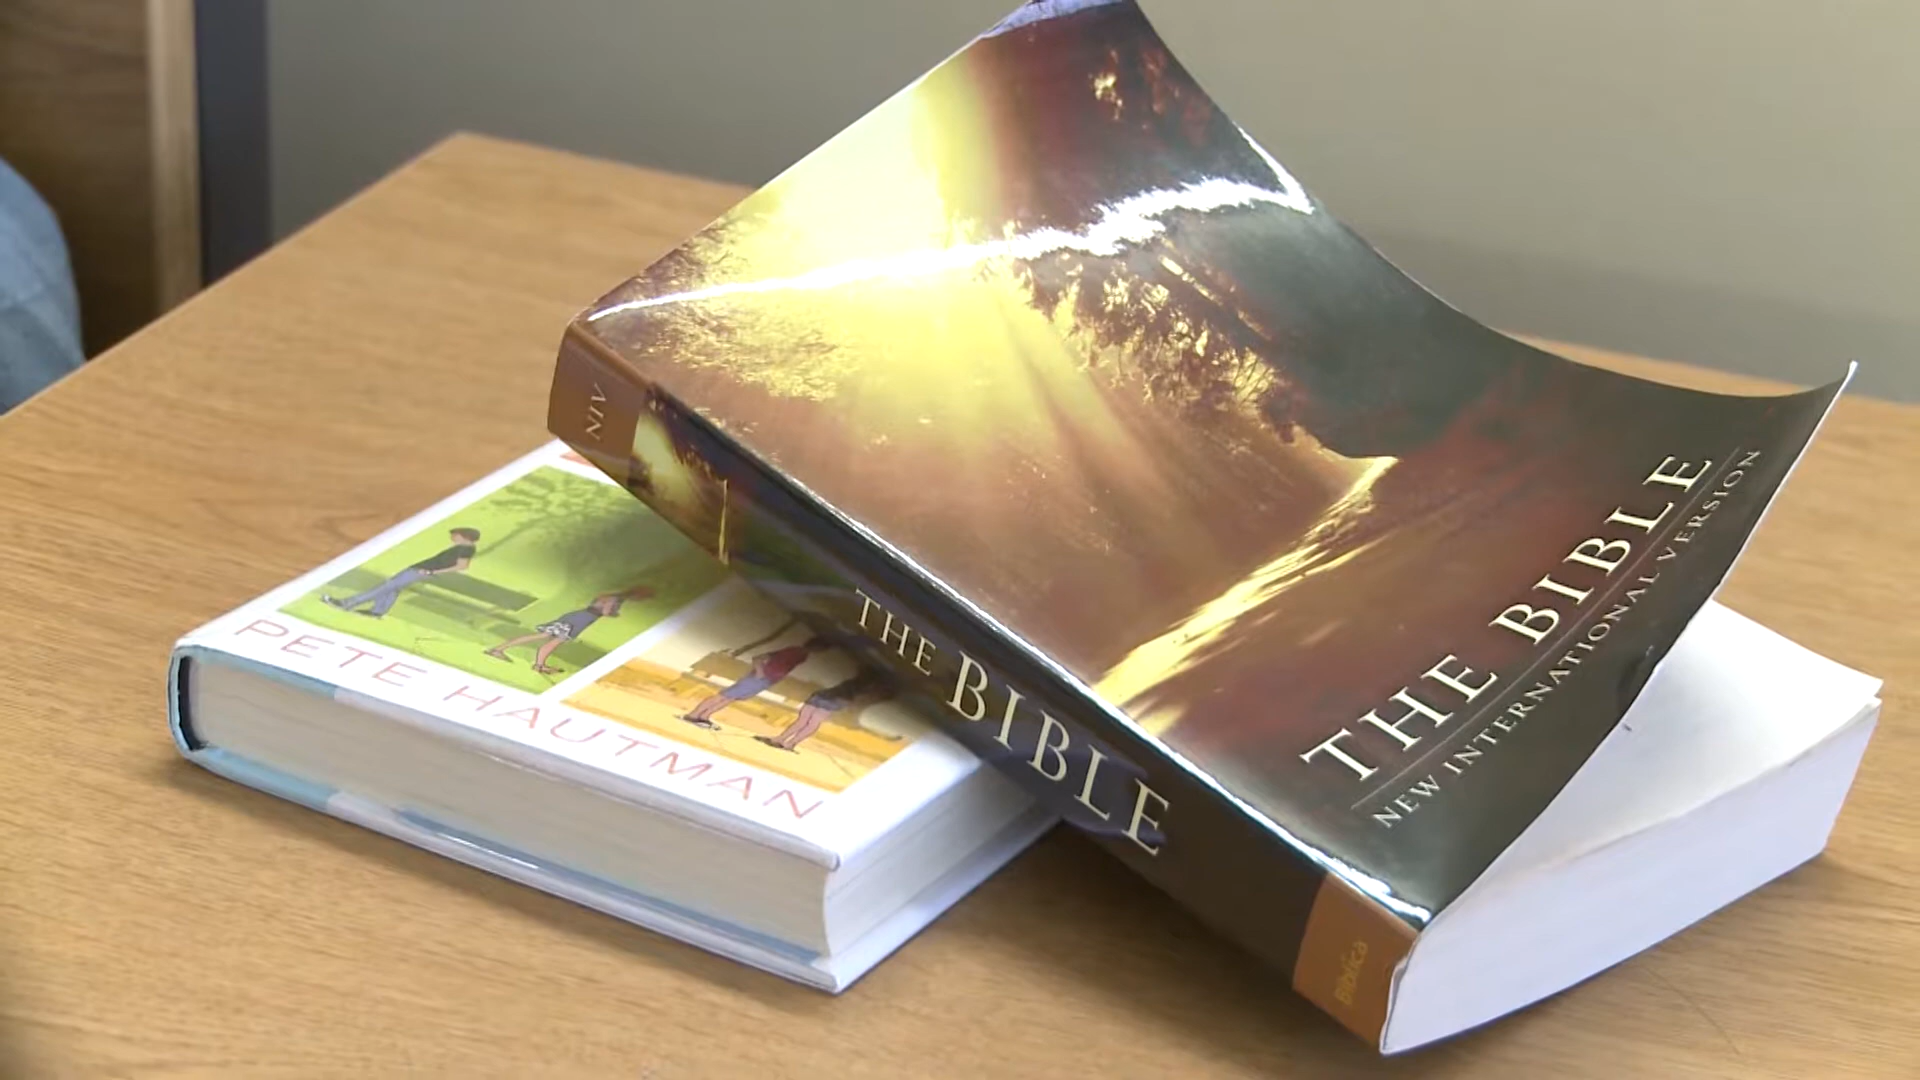 NIV
THE BIBLE
Biblica
THE BIBLE
NEW INTERNATIONAL VERSION
PETE HAUTMAN